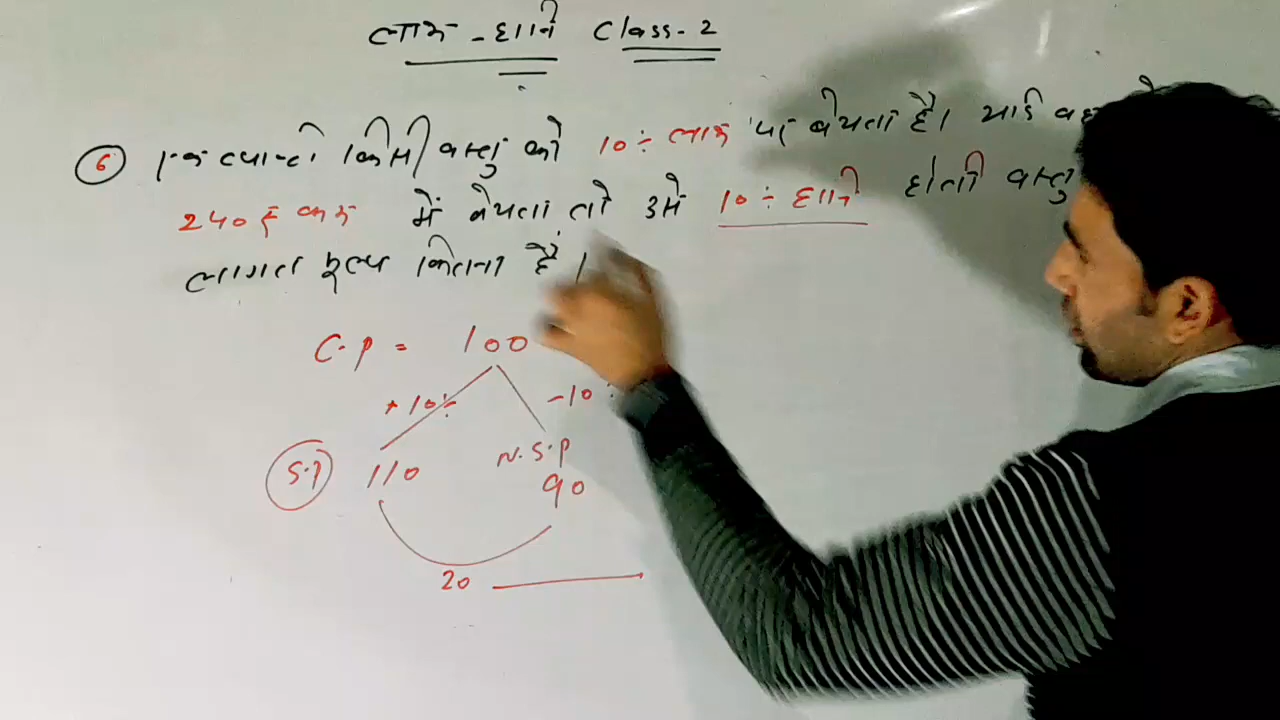 लाभ - हानि Class-2
6 एक व्यापारी किसी वस्तु को 10% लाभ पर बेचता है। यदि वह
240 रू कम में बेचता तो उसे 10% हानि होती वस्तु
लागत मूल्य कितना है।
C.P = 100
+10% -10
S.P 110 N.S.P
90
20